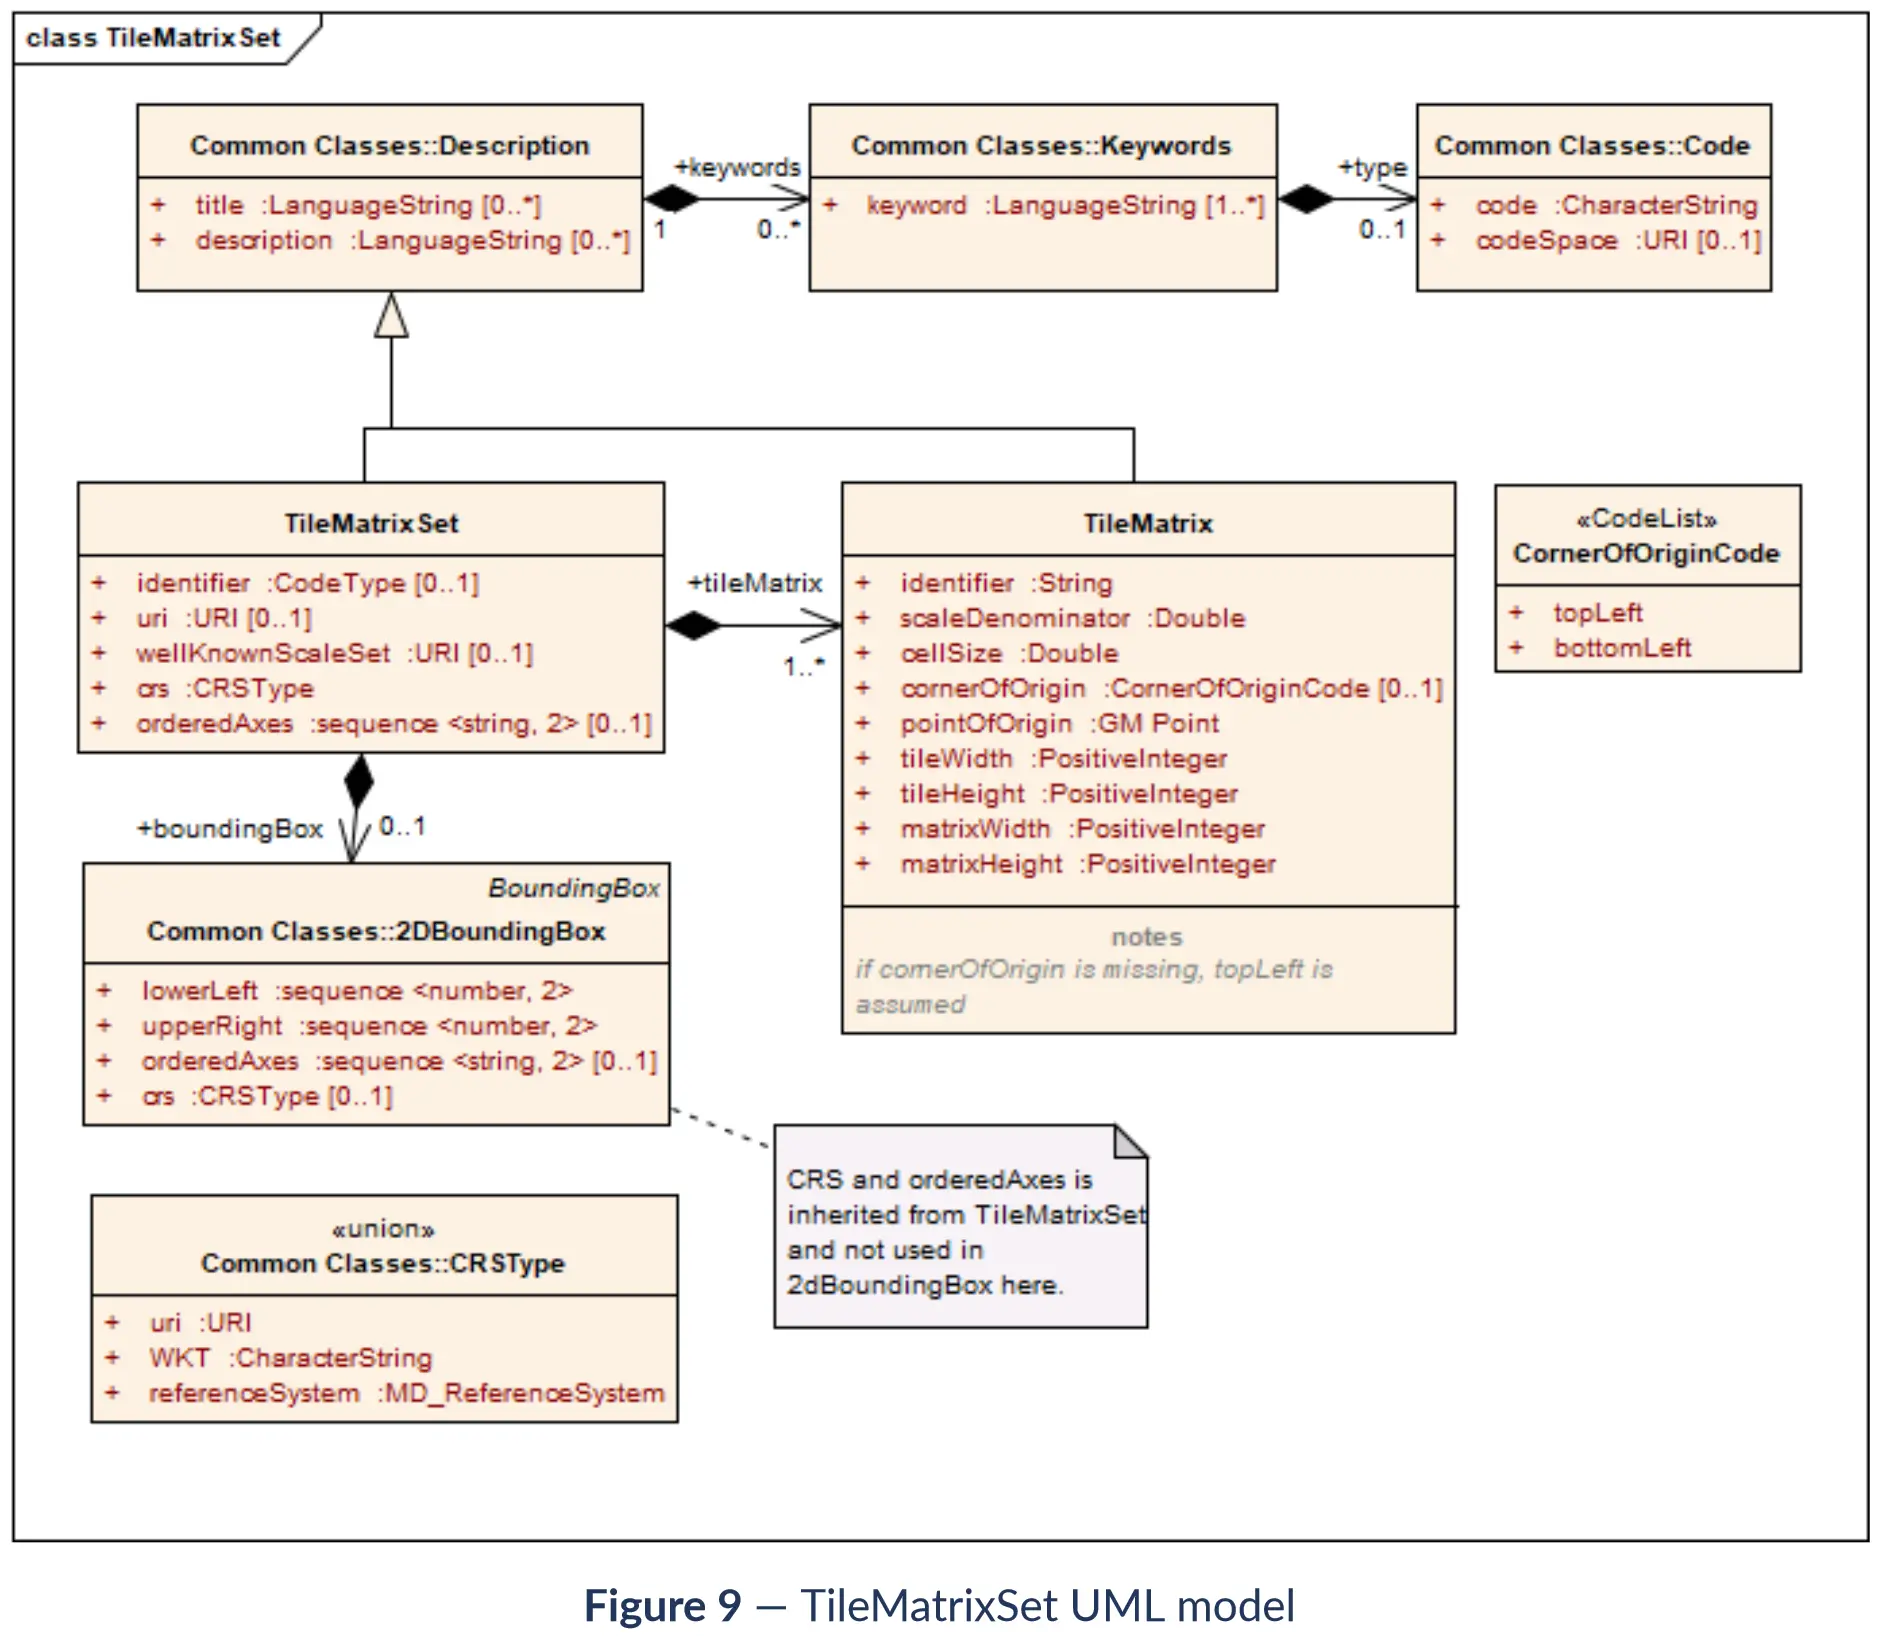 class TileMatrixSet
Common Classes::Description
+ title :LanguageString [0..*]
+ description :LanguageString [0..*]
+keywords
1
0..*
Common Classes::Keywords
+ keyword :LanguageString [1..*]
+type
0..1
Common Classes::Code
+ code :CharacterString
+ codeSpace :URI [0..1]
TileMatrixSet
+ identifier :CodeType [0..1]
+ uri :URI [0..1]
+ wellKnownScaleSet :URI [0..1]
+ crs :CRSType
+ orderedAxes :sequence <string, 2> [0..1]
+tileMatrix
1..*
TileMatrix
+ identifier :String
+ scaleDenominator :Double
+ cellSize :Double
+ cornerOfOrigin :CornerOfOriginCode [0..1]
+ pointOfOrigin :GM Point
+ tileWidth :PositiveInteger
+ tileHeight :PositiveInteger
+ matrixWidth :PositiveInteger
+ matrixHeight :PositiveInteger
notes
if cornerOfOrigin is missing, topLeft is
assumed
«CodeList»
CornerOfOriginCode
+ topLeft
+ bottomLeft
+boundingBox
0..1
BoundingBox
Common Classes::2DBoundingBox
+ lowerLeft :sequence <number, 2>
+ upperRight :sequence <number, 2>
+ orderedAxes :sequence <string, 2> [0..1]
+ crs :CRSType [0..1]
CRS and orderedAxes is
inherited from TileMatrixSet
and not used in
2dBoundingBox here.
«union»
Common Classes::CRSType
+ uri :URI
+ WKT :CharacterString
+ referenceSystem :MD_ReferenceSystem
Figure 9 — TileMatrixSet UML model